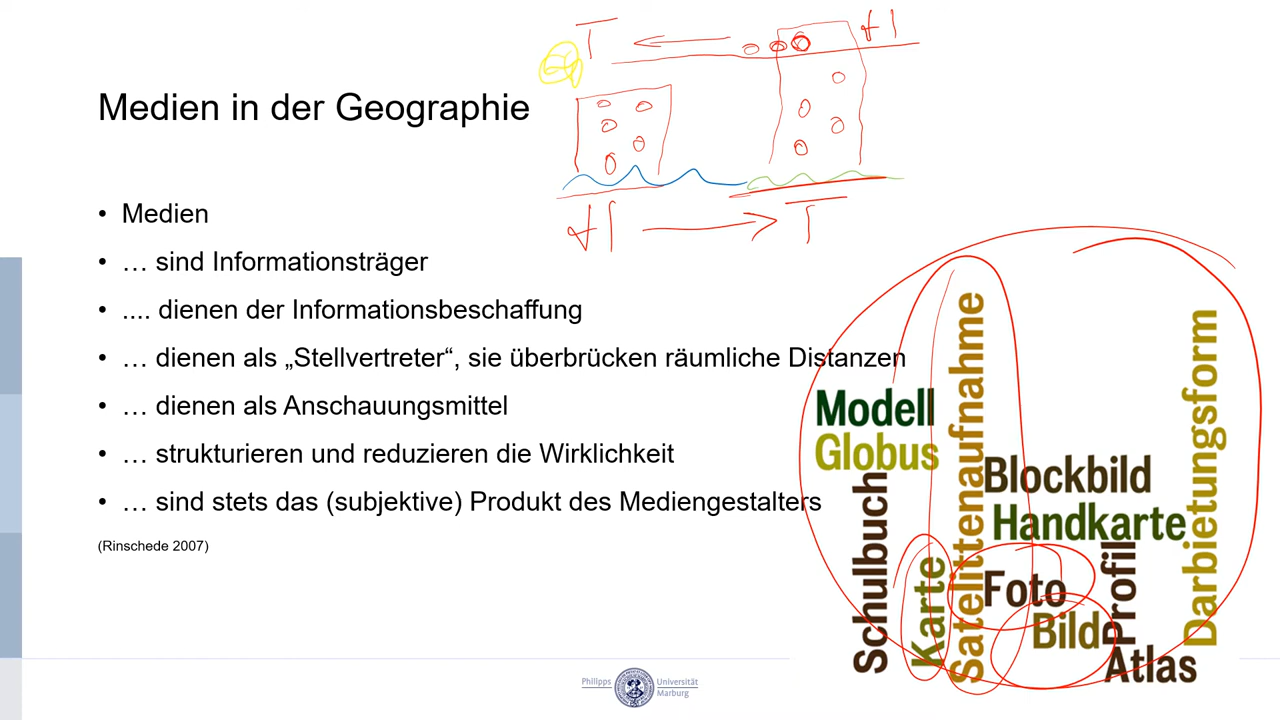 Medien in der Geographie
T
H
H
T
• Medien
• … sind Informationsträger
• .... dienen der Informationsbeschaffung
• … dienen als „Stellvertreter“, sie überbrücken räumliche Distanzen
• … dienen als Anschauungsmittel
• … strukturieren und reduzieren die Wirklichkeit
• … sind stets das (subjektive) Produkt des Mediengestalters
(Rinschede 2007)
Modell
Globus
Schulbuch
Karte
Satelittenaufnahme
Blockbild
Handkarte
Foto
Bild
Profil
Atlas
Darbietungsform
Philipps
Universität
Marburg